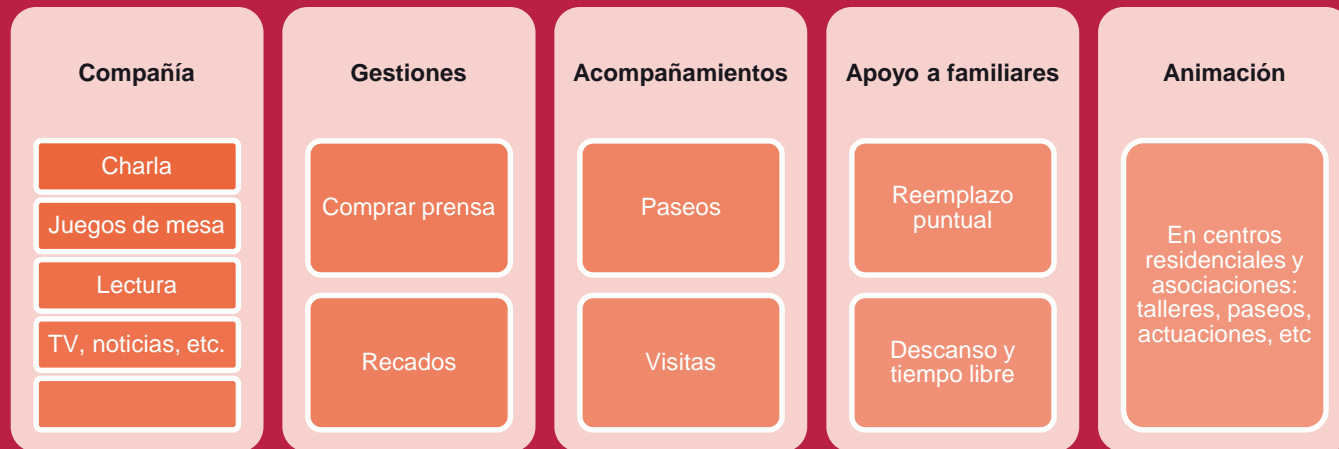 Compañía
Charla
Juegos de mesa
Lectura
TV, noticias, etc.
Gestiones
Comprar prensa
Recados
Acompañamientos
Paseos
Visitas
Apoyo a familiares
Reemplazo
puntual
Descanso y
tiempo libre
Animación
En centros
residenciales y
asociaciones:
talleres, paseos,
actuaciones, etc